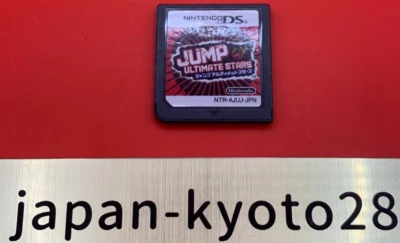 NINTENDO DS
JUMP
ULTIMATE STARS
ジャンプ アルティメットスターズ
Nintendo
NTR-AJUJ-JPN
japan-kyoto28